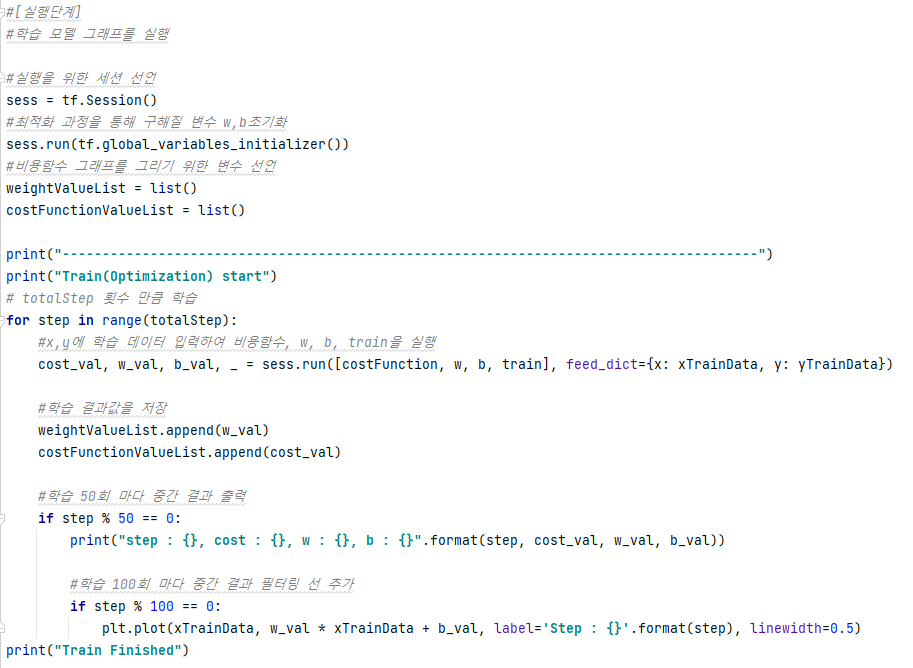 #[실행단계]
#학습 모델 그래프를 실행
#실행을 위한 세션 선언
sess = tf.Session()
#최적화 과정을 통해 구해질 변수 w,b초기화
sess.run(tf.global_variables_initializer())
#비용함수 그래프를 그리기 위한 변수 선언
weightValueList = list()
costFunctionValueList = list()
print("---------------------------------------------------------------------------------------")
print("Train(Optimization) start")
# totalStep 횟수 만큼 학습
for step in range(totalStep):
    #x,y에 학습 데이터 입력하여 비용함수, w, b, train을 실행
    cost_val, w_val, b_val, _ = sess.run([costFunction, w, b, train], feed_dict={x: xTrainData, y: yTrainData})
    #학습 결과값을 저장
    weightValueList.append(w_val)
    costFunctionValueList.append(cost_val)
    #학습 50회 마다 중간 결과 출력
    if step % 50 == 0:
        print("step : {}, cost : {}, w : {}, b : {}".format(step, cost_val, w_val, b_val))
        #학습 100회 마다 중간 결과 필터링 선 추가
        if step % 100 == 0:
            plt.plot(xTrainData, w_val * xTrainData + b_val, label='Step : {}'.format(step), linewidth=0.5)
print("Train Finished")